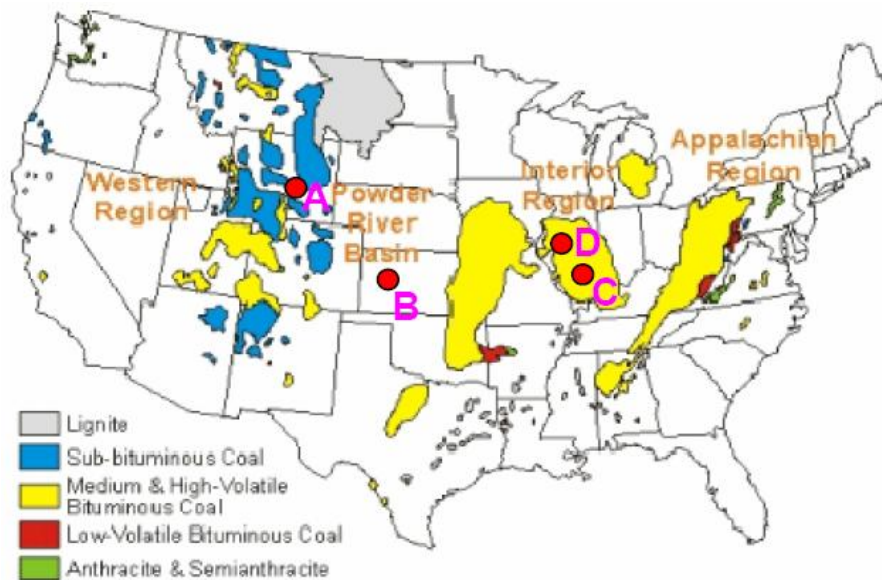 Appalachian
Region
Interior
Region
Western
Region
Powder
River
Basin
A
B
C
D
Lignite
Sub-bituminous Coal
Medium & High-Volatile
Bituminous Coal
Low-Volatile Bituminous Coal
Anthracite & Semianthracite